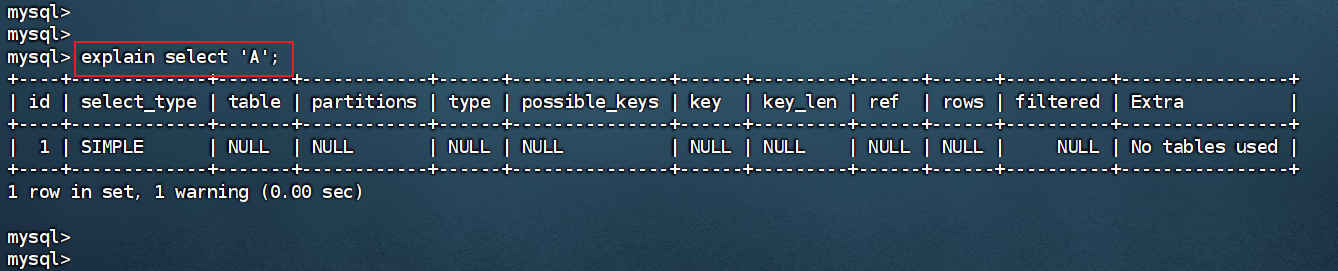 mysql>
mysql>
mysql> explain select 'A';
+----+-------------+-------+------------+------+---------------+------+---------+------+------+----------+----------------+
| id | select_type | table | partitions | type | possible_keys | key  | key_len | ref  | rows | filtered | Extra          |
+----+-------------+-------+------------+------+---------------+------+---------+------+------+----------+----------------+
|  1 | SIMPLE      | NULL  | NULL       | NULL | NULL          | NULL | NULL    | NULL | NULL |     NULL | No tables used |
+----+-------------+-------+------------+------+---------------+------+---------+------+------+----------+----------------+
1 row in set, 1 warning (0.00 sec)
mysql>
mysql>